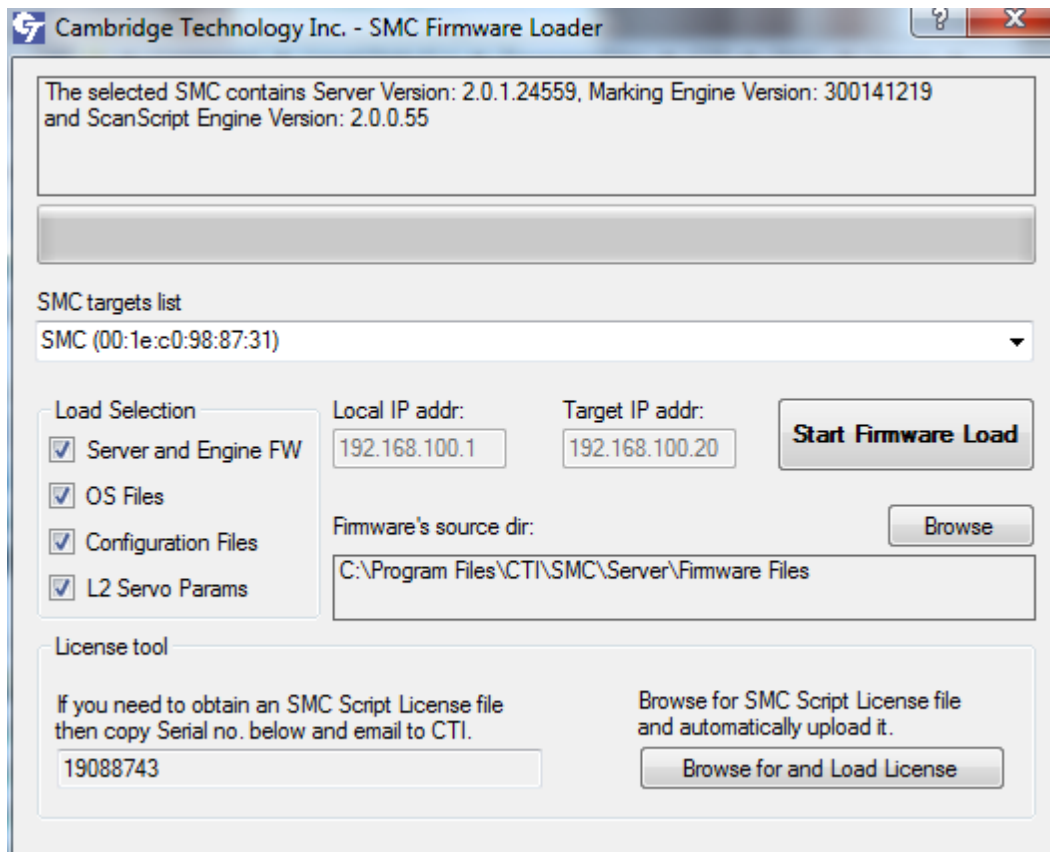 Cambridge Technology Inc. - SMC Firmware Loader
The selected SMC contains Server Version: 2.0.1.24559, Marking Engine Version: 300141219
and ScanScript Engine Version: 2.0.0.55
SMC targets list
SMC (00:1e:c0:98:87:31)
Load Selection
Server and Engine FW
OS Files
Configuration Files
L2 Servo Params
Local IP addr:
192.168.100.1
Target IP addr:
192.168.100.20
Start Firmware Load
Firmware's source dir:
Browse
C:\Program Files\CTI\SMC\Server\Firmware Files
License tool
If you need to obtain an SMC Script License file
then copy Serial no. below and email to CTI.
19088743
Browse for SMC Script License file
and automatically upload it.
Browse for and Load License